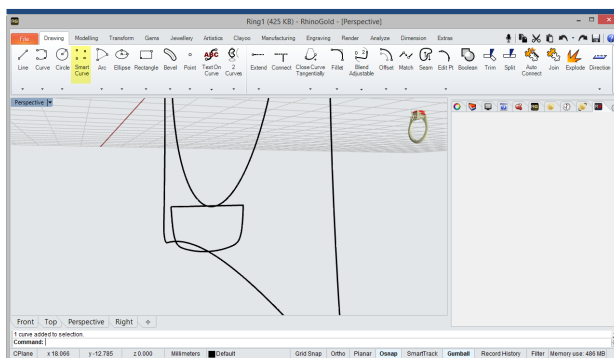 Ring1 (425 KB) - RhinoGold - [Perspective]
File Drawing Modelling Transform Gems Jewellery Artistics Clayoo Manufacturing Engraving Render Analyze Dimension Extras
Line Curve Circle Smart Curve Arc Ellipse Rectangle Bevel Point Text On Curve 2 Curves Extend Connect Close Curve Tangentially Fillet Blend Adjustable Offset Match Seam Edit Pt Boolean Trim Split Auto Connect Join Explode Direction
Perspective
Front Top Perspective Right
1 curve added to selection.
Command:
CPlane x 18.066 y -12.785 z 0.000 Millimeters Default Grid Snap Ortho Planar Osnap SmartTrack Gumball Record History Filter Memory use: 486 MB